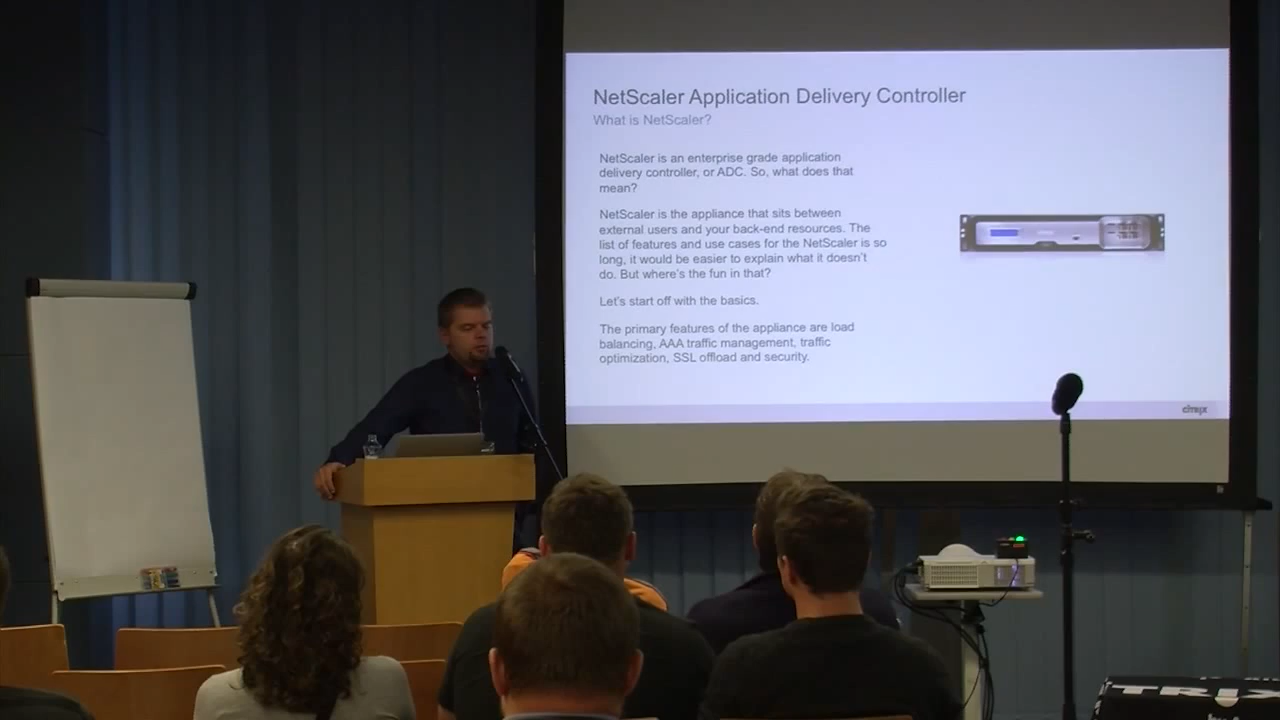 NetScaler Application Delivery Controller
What is NetScaler?
NetScaler is an enterprise grade application
delivery controller, or ADC. So, what does that
mean?
NetScaler is the appliance that sits between
external users and your back-end resources. The
list of features and use cases for the NetScaler is so
long, it would be easier to explain what it doesn't
do. But where's the fun in that?
Let's start off with the basics.
The primary features of the appliance are load
balancing, AAA traffic management, traffic
optimization, SSL offload and security.
citrix